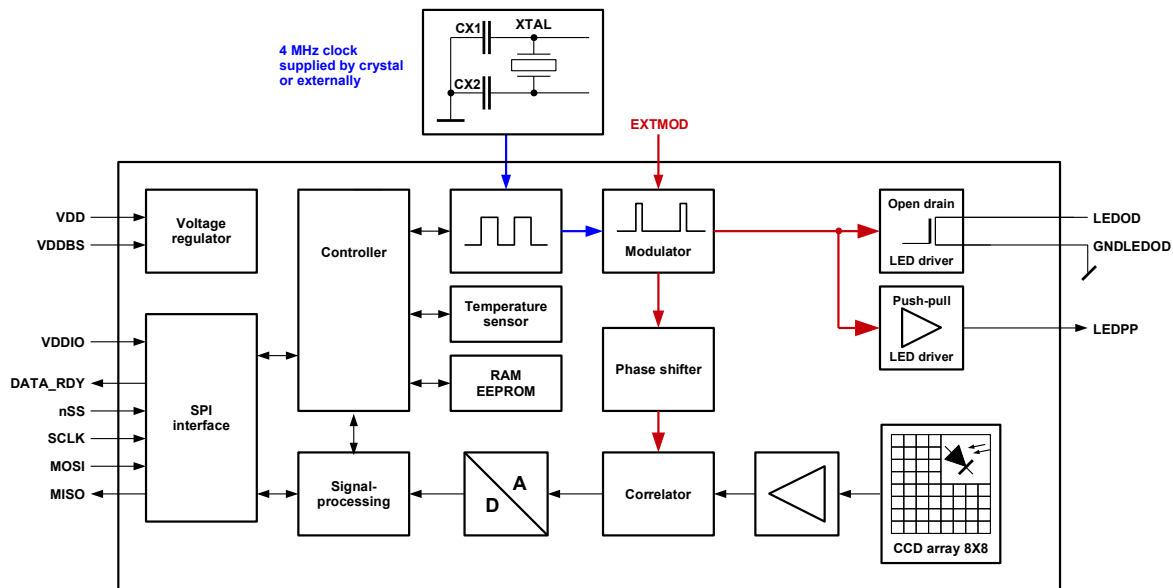 CX1
XTAL
4 MHz clock
supplied by crystal
or externally
CX2
EXTMOD
VDD
VDDBS
Voltage
regulator
Controller
Modulator
Open drain
LED driver
LEDOD
GNDLEDOD
Temperature
sensor
Push-pull
LED driver
LEDPP
VDDIO
DATA_RDY
nSS
SCLK
MOSI
MISO
SPI
interface
RAM
EEPROM
Phase shifter
Signal-
processing
A
D
Correlator
CCD array 8X8